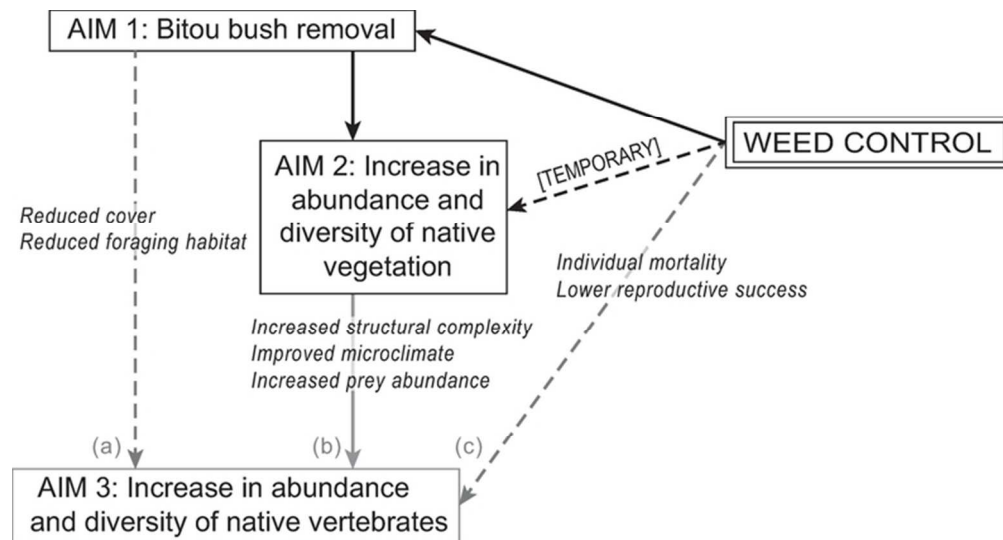 AIM 1: Bitou bush removal
WEED CONTROL
[TEMPORARY]
AIM 2: Increase in
abundance and
diversity of native
vegetation
Reduced cover
Reduced foraging habitat
Individual mortality
Lower reproductive success
Increased structural complexity
Improved microclimate
Increased prey abundance
(a)
(b)
(c)
AIM 3: Increase in abundance
and diversity of native vertebrates